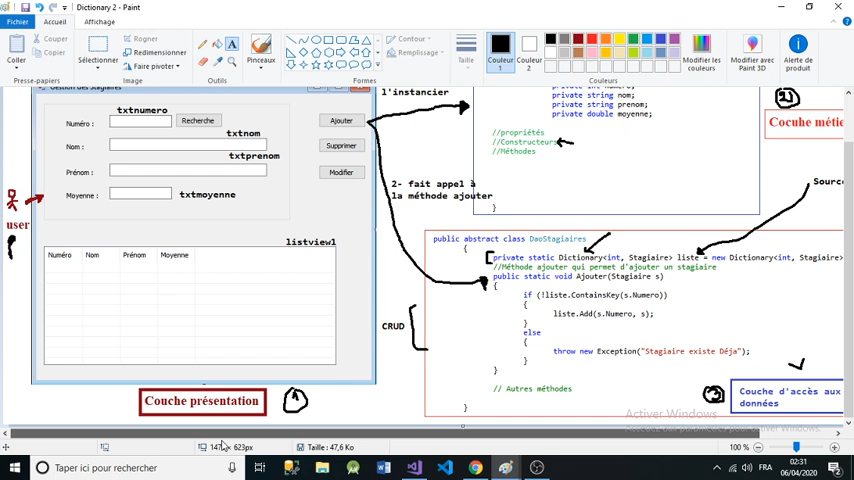 Dictionary 2 - Paint
Fichier
Accueil
Affichage
Couper
Copier
Coller
Presse-papiers
Rogner
Redimensionner
Faire pivoter
Sélectionner
Image
Outils
Pinceaux
Formes
Contour
Remplissage
Taille
Couleur 1
Couleur 2
Couleurs
Modifier les couleurs
Modifier avec Paint 3D
Alerte de produit
Gestion des Stagiaires
txtnumero
Numéro :
Recherche
Ajouter
txtnom
Nom :
Supprimer
txtprenom
Prénom :
Modifier
Moyenne :
txtmoyenne
user
listview1
Numéro Nom Prénom Moyenne
Couche présentation
1
l'instancier
2- fait appel à
la méthode ajouter
CRUD
private string nom;
private string prenom;
private double moyenne;
//propriétés
//Constructeurs
//Méthodes
}
2
Cocuhe métie
Source
public abstract class DaoStagiaires
{
private static Dictionary<int, Stagiaire> liste = new Dictionary<int, Stagiaire>
//Méthode ajouter qui permet d'ajouter un stagiaire
public static void Ajouter(Stagiaire s)
{
if (!liste.ContainsKey(s.Numero))
{
liste.Add(s.Numero, s);
}
else
{
throw new Exception("Stagiaire existe Déja");
}
}
// Autres méthodes
}
3
Couche d'accès aux
données
Activer Windows
623px
Taille : 47,6 Ko
100 %
Taper ici pour rechercher
FRA
02:31
06/04/2020
2